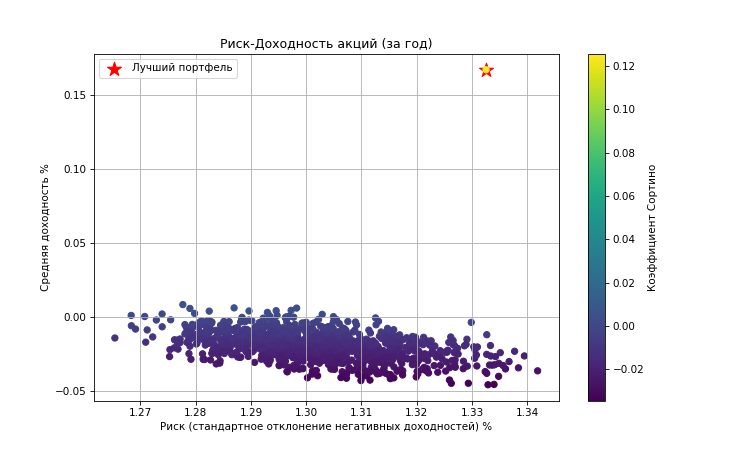 Риск-Доходность акций (за год)
Лучший портфель
Средняя доходность %
0.15
0.10
0.05
0.00
−0.05
1.27 1.28 1.29 1.30 1.31 1.32 1.33 1.34
Риск (стандартное отклонение негативных доходностей) %
0.12
0.10
0.08
0.06
0.04
0.02
0.00
−0.02
Коэффициент Сортино